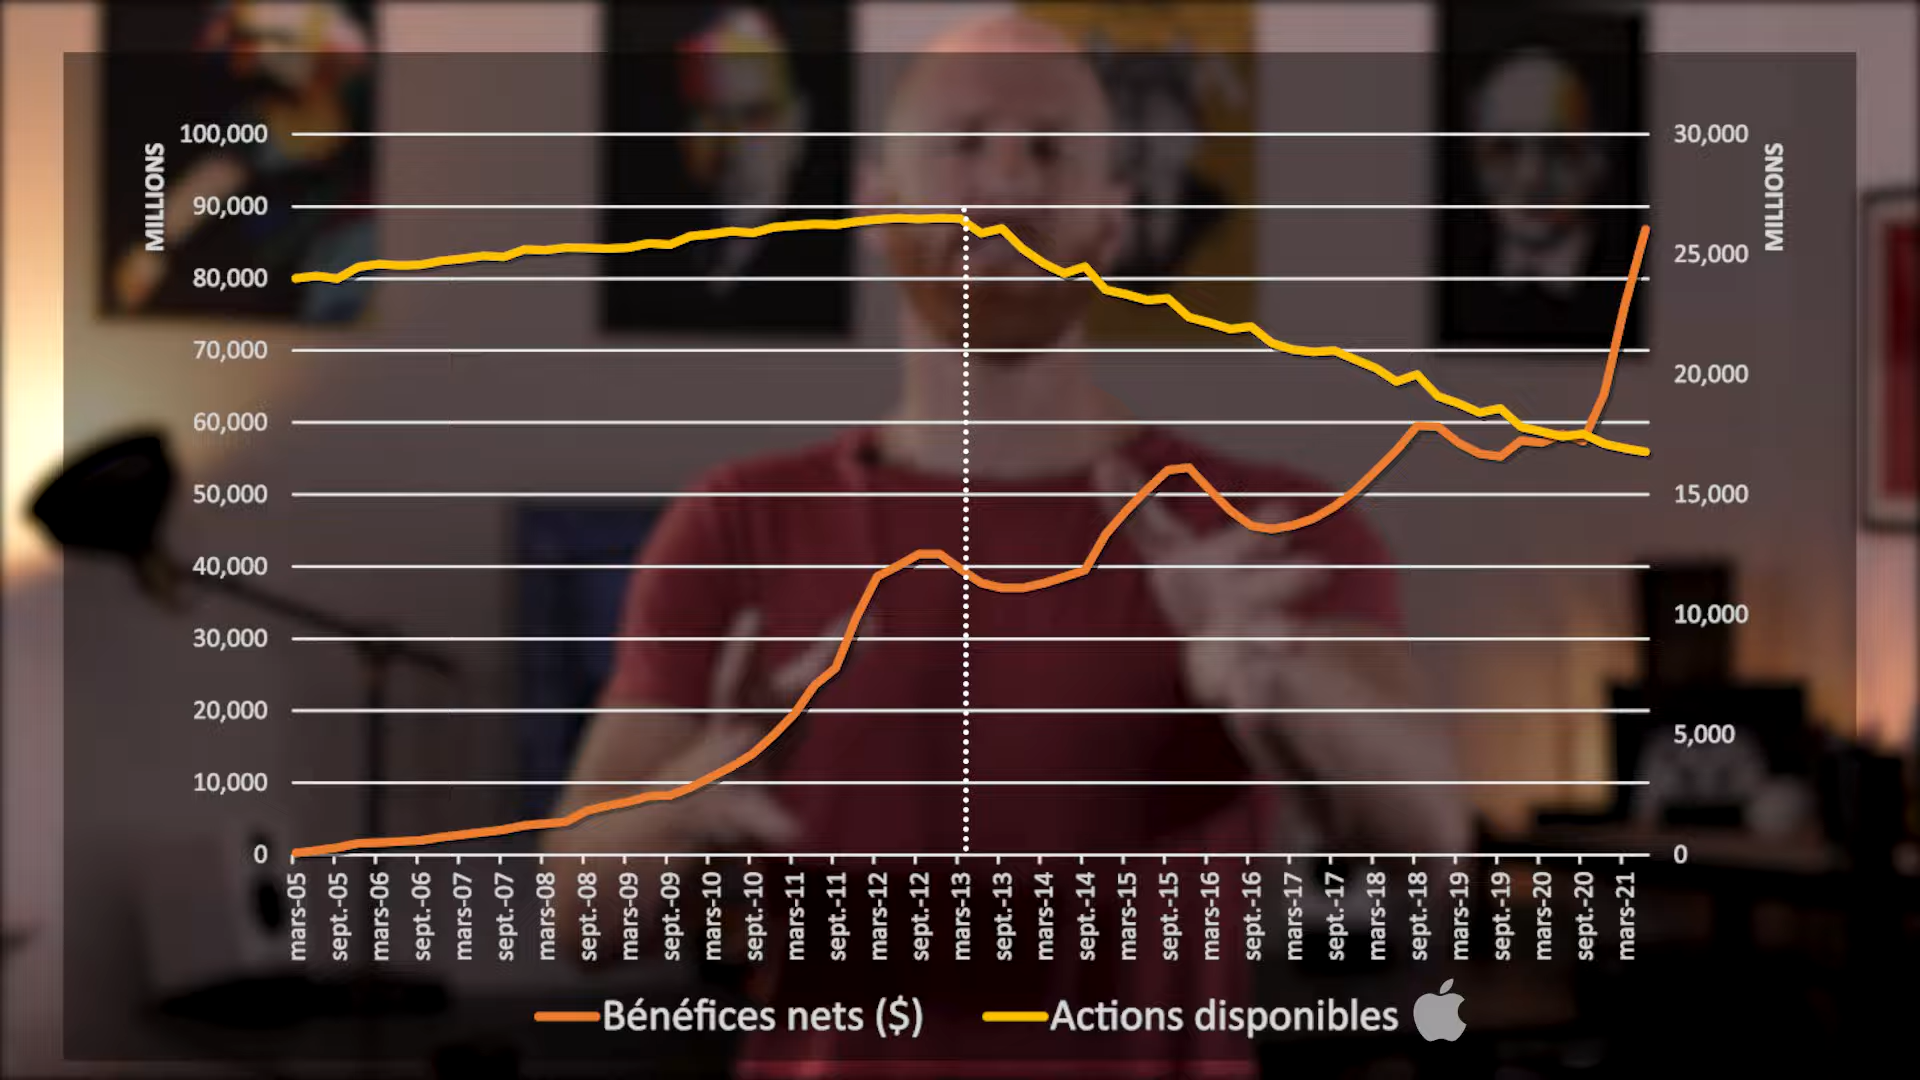 MILLIONS
100,000
90,000
80,000
70,000
60,000
50,000
40,000
30,000
20,000
10,000
0
30,000
25,000
20,000
15,000
10,000
5,000
0
MILLIONS
mars-05
sept.-05
mars-06
sept.-06
mars-07
sept.-07
mars-08
sept.-08
mars-09
sept.-09
mars-10
sept.-10
mars-11
sept.-11
mars-12
sept.-12
mars-13
sept.-13
mars-14
sept.-14
mars-15
sept.-15
mars-16
sept.-16
mars-17
sept.-17
mars-18
sept.-18
mars-19
sept.-19
mars-20
sept.-20
mars-21
Bénéfices nets ($) Actions disponibles